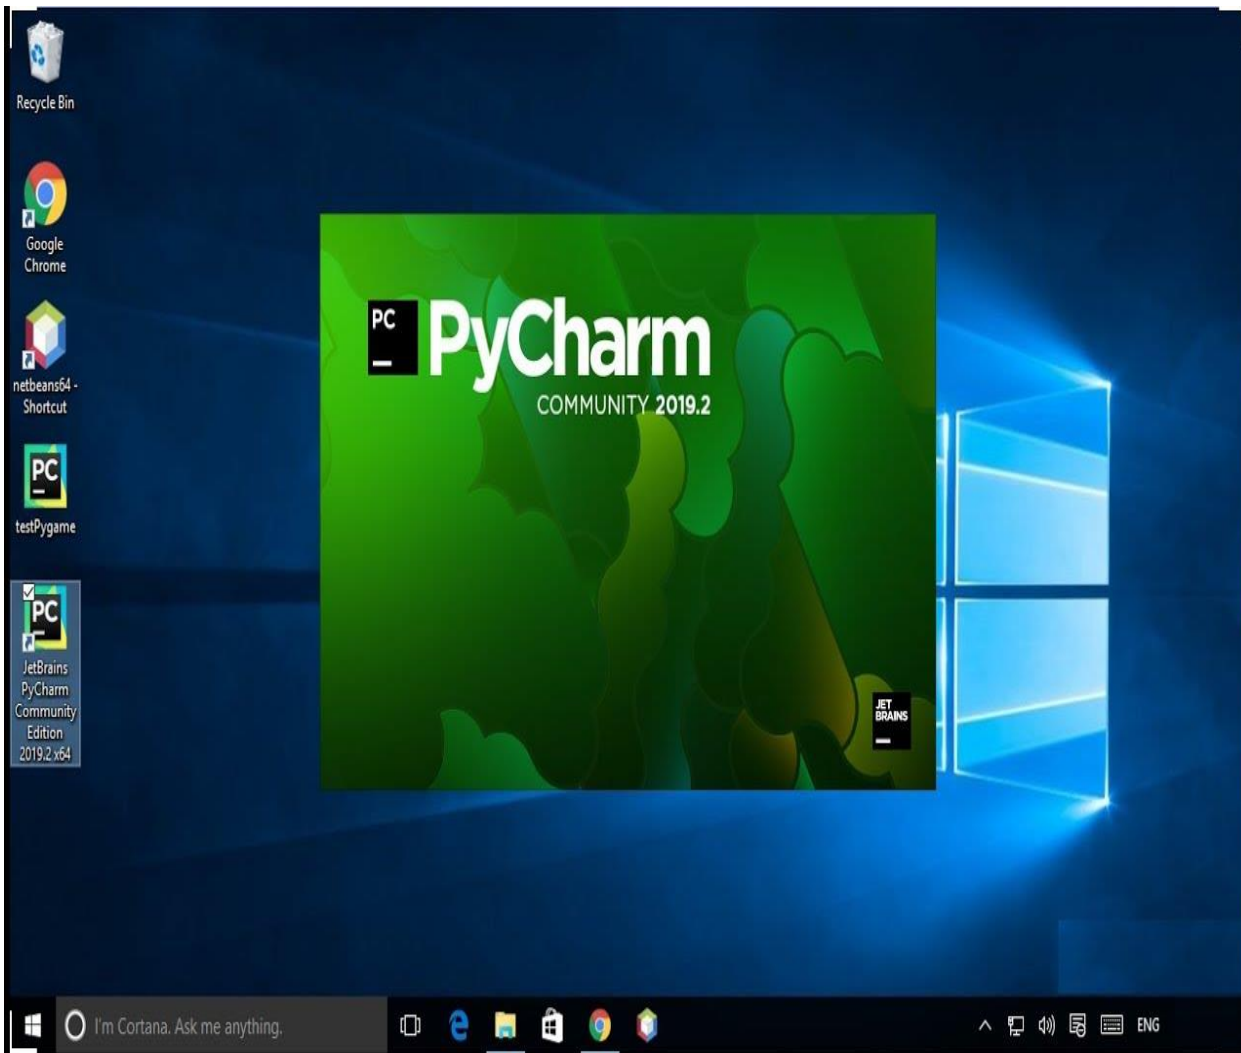 Recycle Bin
Google
Chrome
netbeans64 -
Shortcut
PC
testPygame
PC
JetBrains
PyCharm
Community
Edition
2019.2 x64
PC
PyCharm
COMMUNITY 2019.2
JET
BRAINS
I'm Cortana. Ask me anything.
ENG